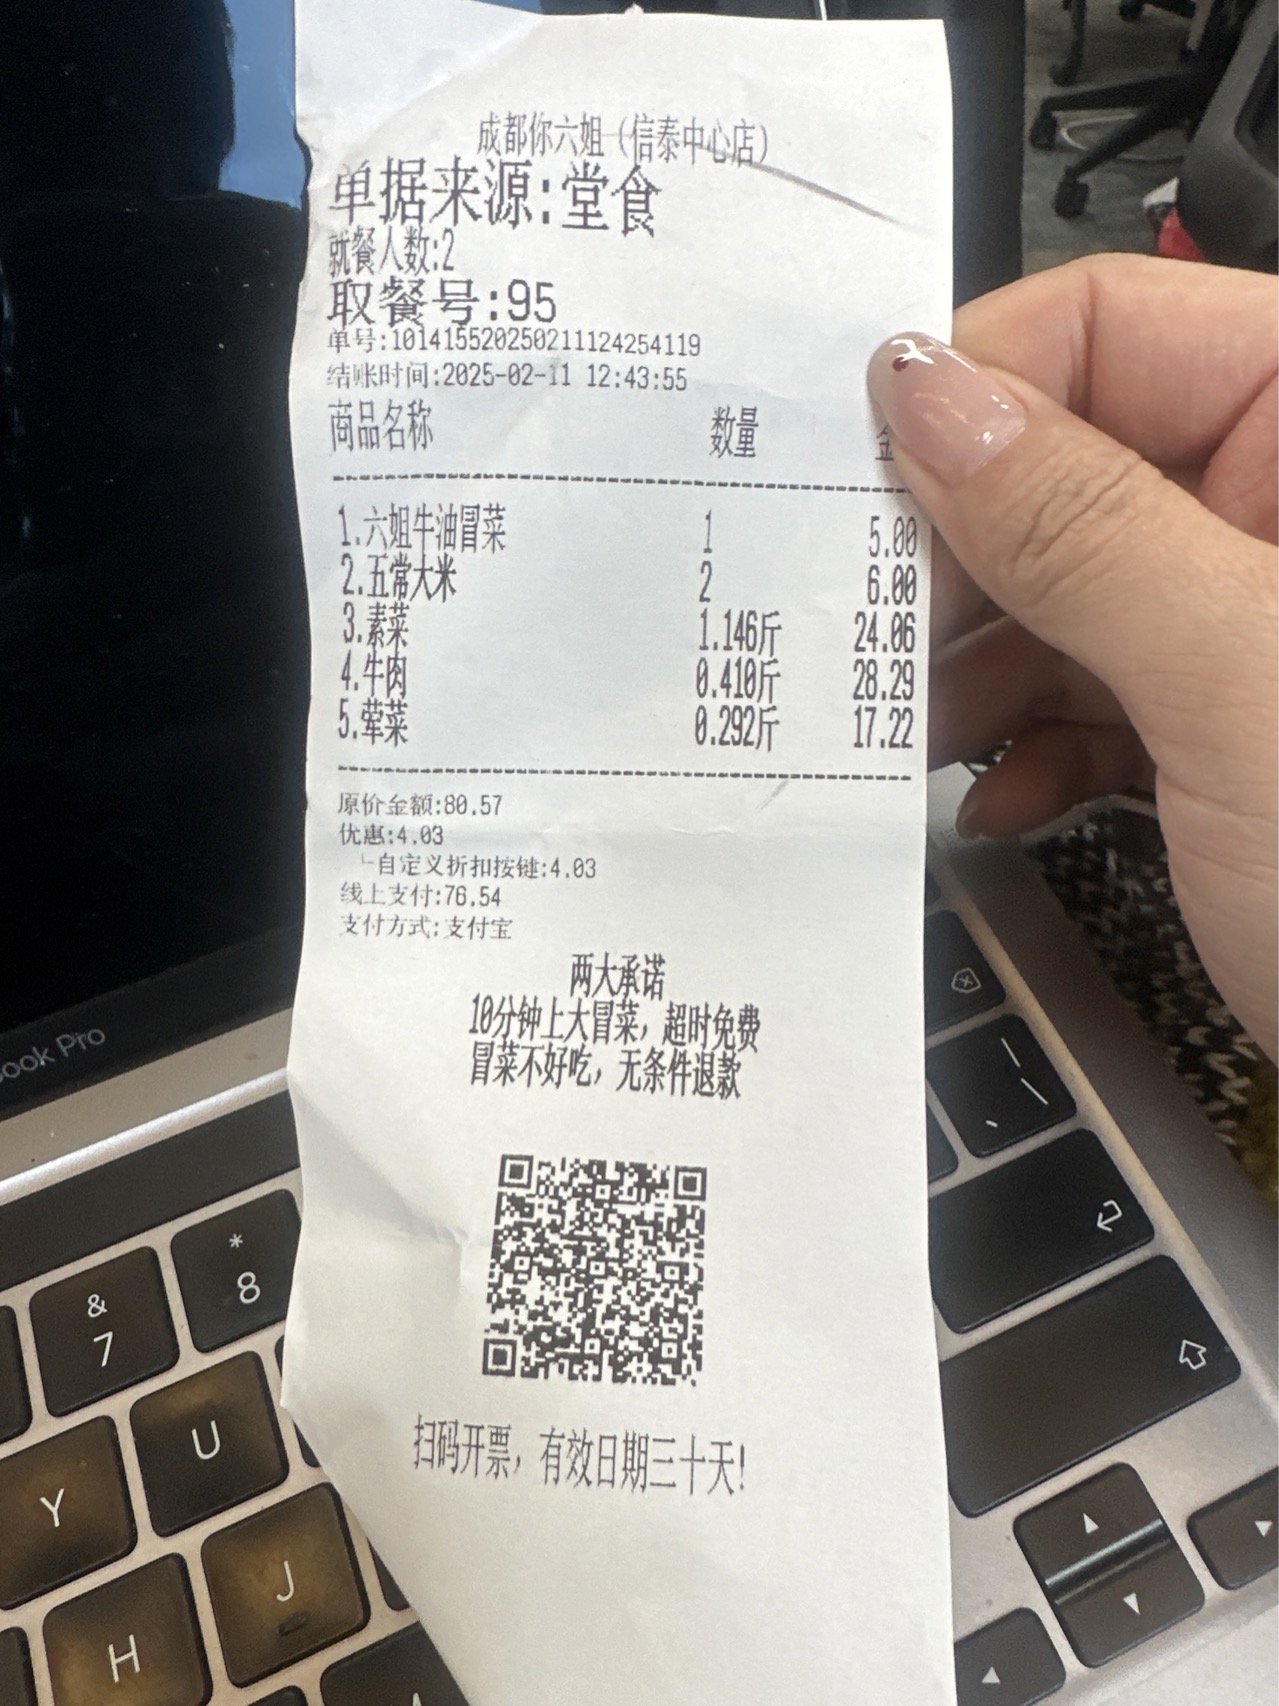 成都你六姐(信泰中心店)
单据来源:堂食
就餐人数:2
取餐号:95
单号:101415520250211124254119
结账时间:2025-02-11 12:43:55
商品名称 数量 金
1.六姐牛油冒菜 1 5.00
2.五常大米 2 6.00
3.素菜 1.146斤 24.06
4.牛肉 0.410斤 28.29
5.荤菜 0.292斤 17.22
原价金额:80.57
优惠:4.03
└自定义折扣按键:4.03
线上支付:76.54
支付方式:支付宝
两大承诺
10分钟上大冒菜，超时免费
冒菜不好吃，无条件退款
扫码开票，有效日期三十天!
ook Pro
* 8
& 7
U
Y
J
H